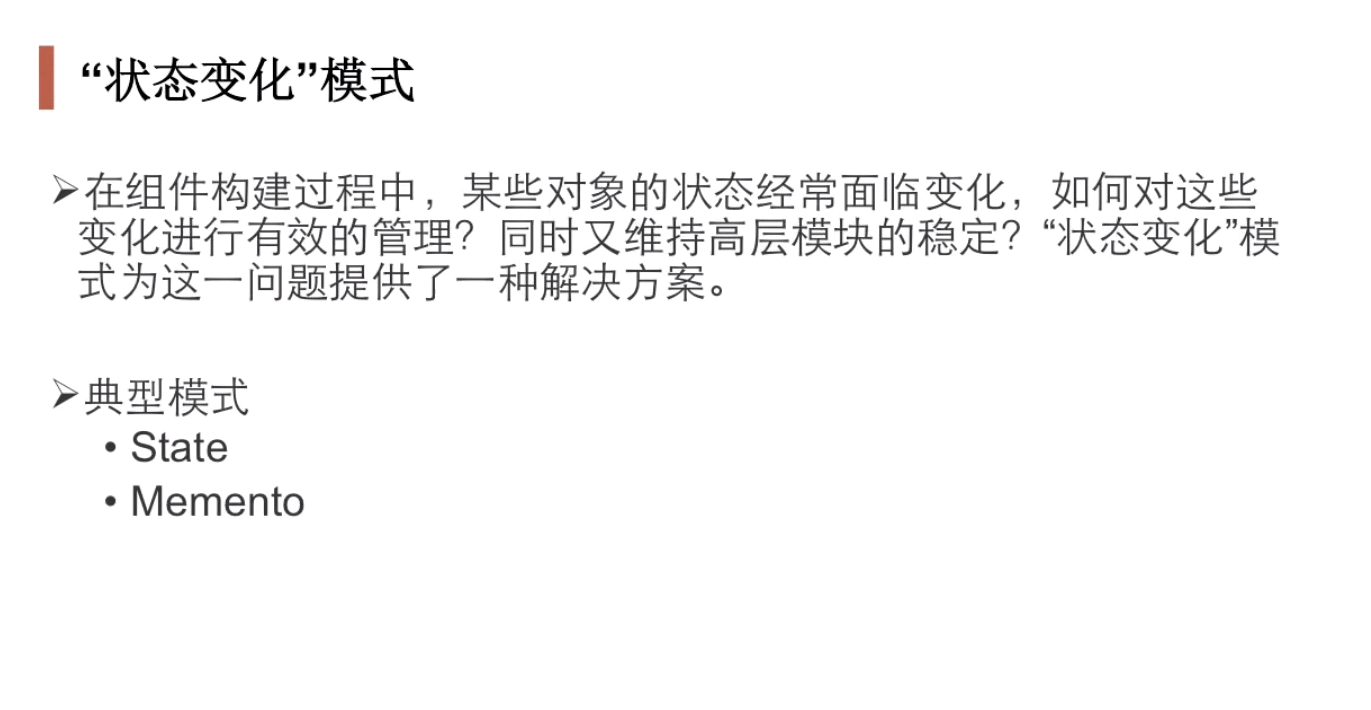 “状态变化”模式
➢在组件构建过程中，某些对象的状态经常面临变化，如何对这些
变化进行有效的管理？同时又维持高层模块的稳定？“状态变化”模
式为这一问题提供了一种解决方案。
➢典型模式
• State
• Memento